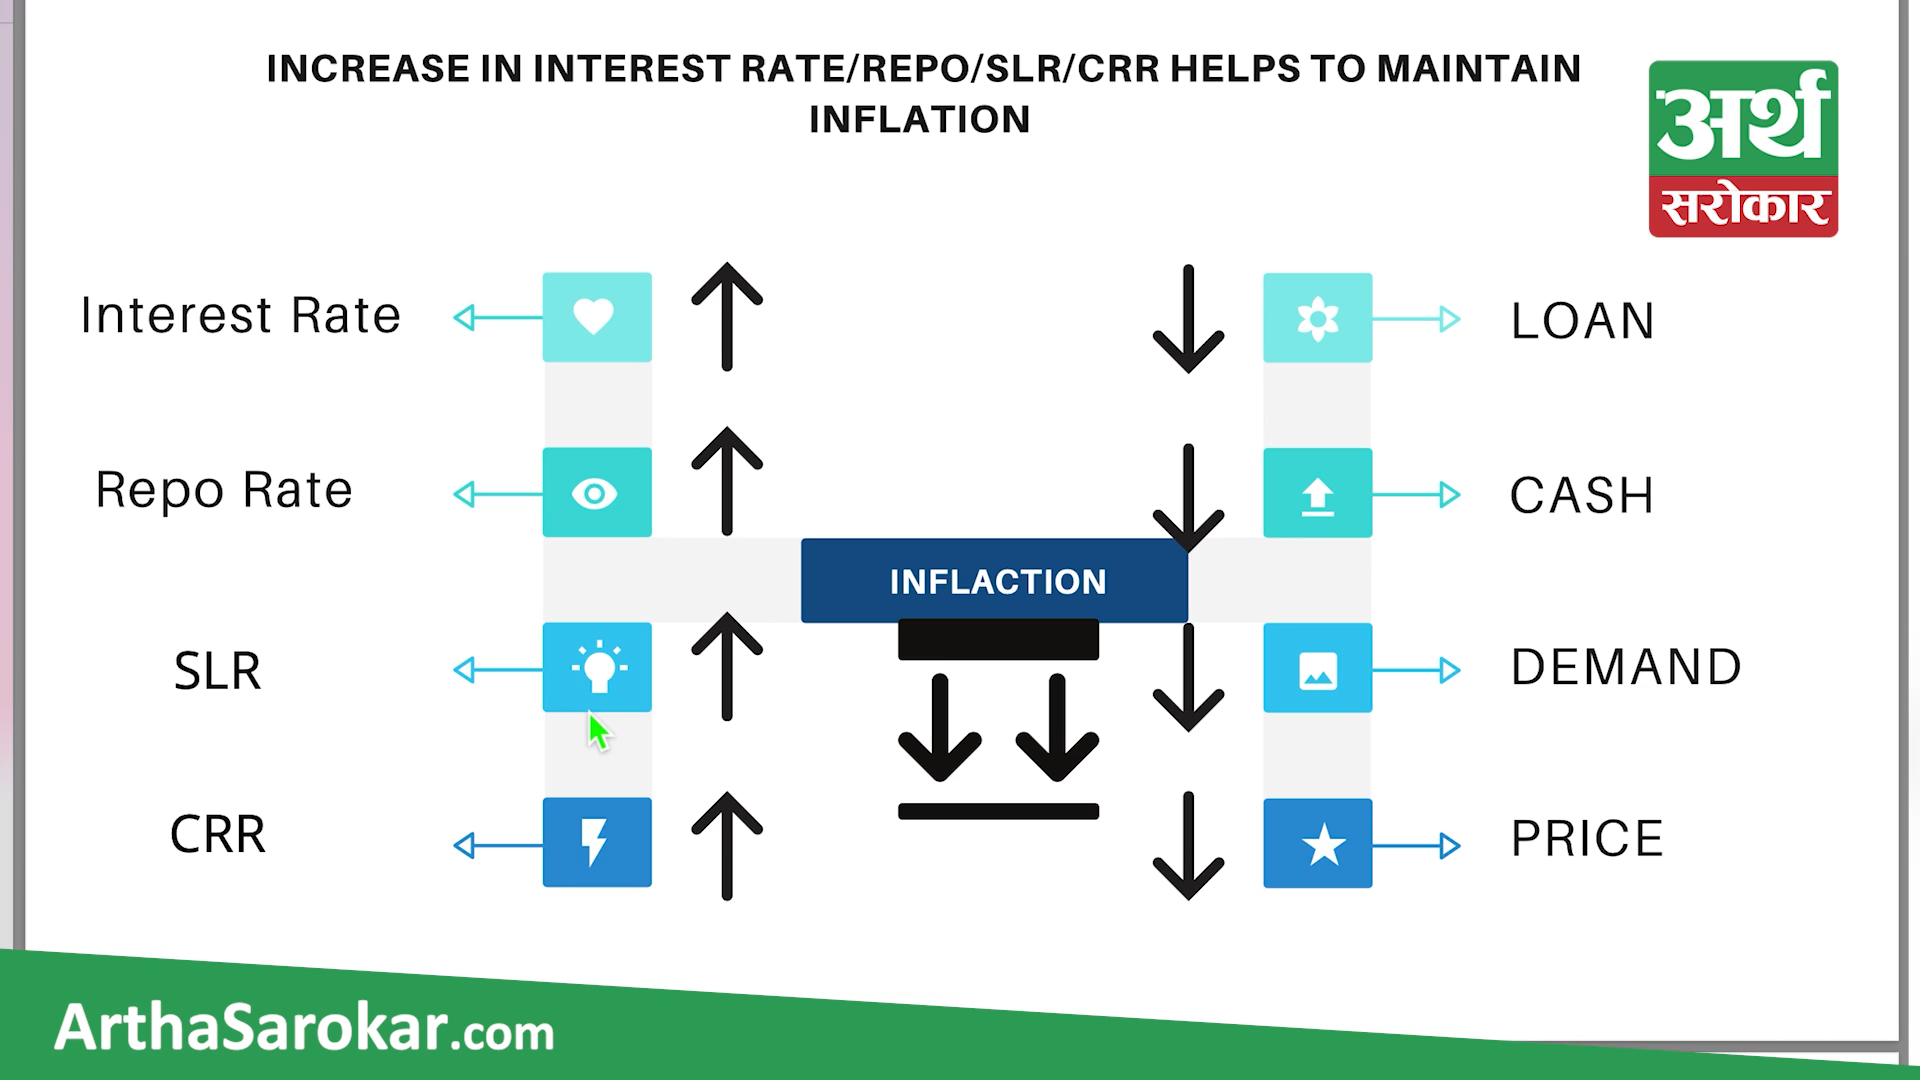 INCREASE IN INTEREST RATE/REPO/SLR/CRR HELPS TO MAINTAIN
INFLATION
अर्थ
सरोकार
Interest Rate
LOAN
Repo Rate
CASH
INFLACTION
SLR
DEMAND
CRR
PRICE
ArthaSarokar.com